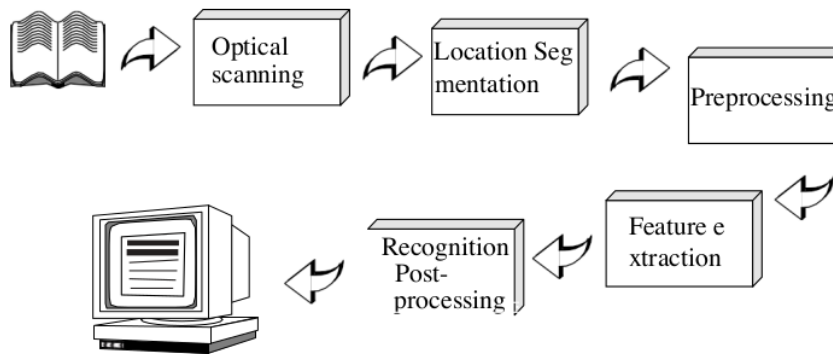 Optical
scanning
Location Seg
mentation
Preprocessing
Feature e
xtraction
Recognition
Post-
processing